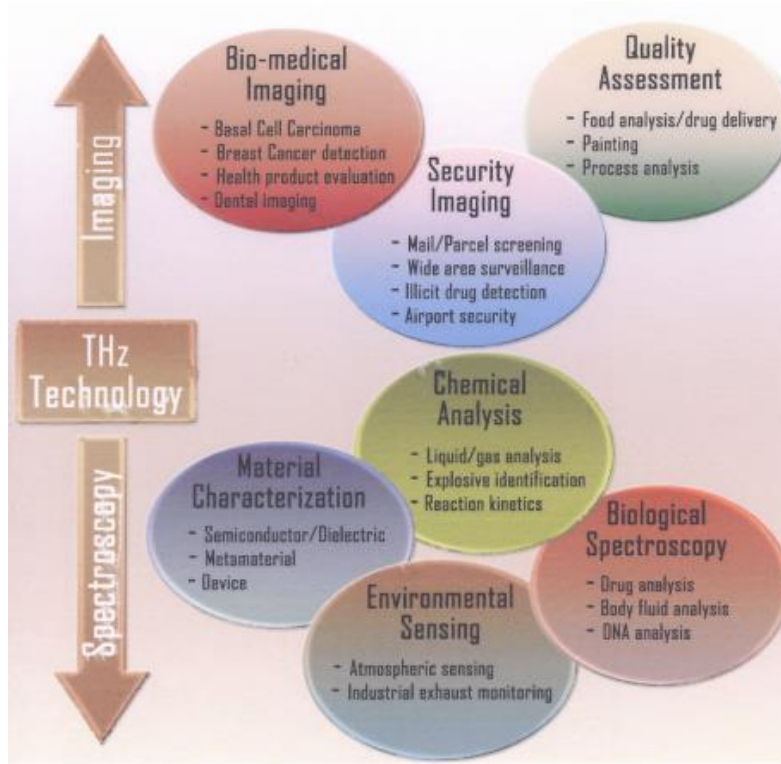 Bio-medical
Imaging
- Basal Cell Carcinoma
- Breast Cancer detection
- Health product evaluation
- Dental imaging
Quality
Assessment
- Food analysis/drug delivery
- Painting
- Process analysis
Security
Imaging
- Mail/Parcel screening
- Wide area surveillance
- Illicit drug detection
- Airport security
Imaging
THz
Technology
Spectroscopy
Chemical
Analysis
- Liquid/gas analysis
- Explosive identification
- Reaction kinetics
Material
Characterization
- Semiconductor/Dielectric
- Metamaterial
- Device
Biological
Spectroscopy
- Drug analysis
- Body fluid analysis
- DNA analysis
Environmental
Sensing
- Atmospheric sensing
- Industrial exhaust monitoring